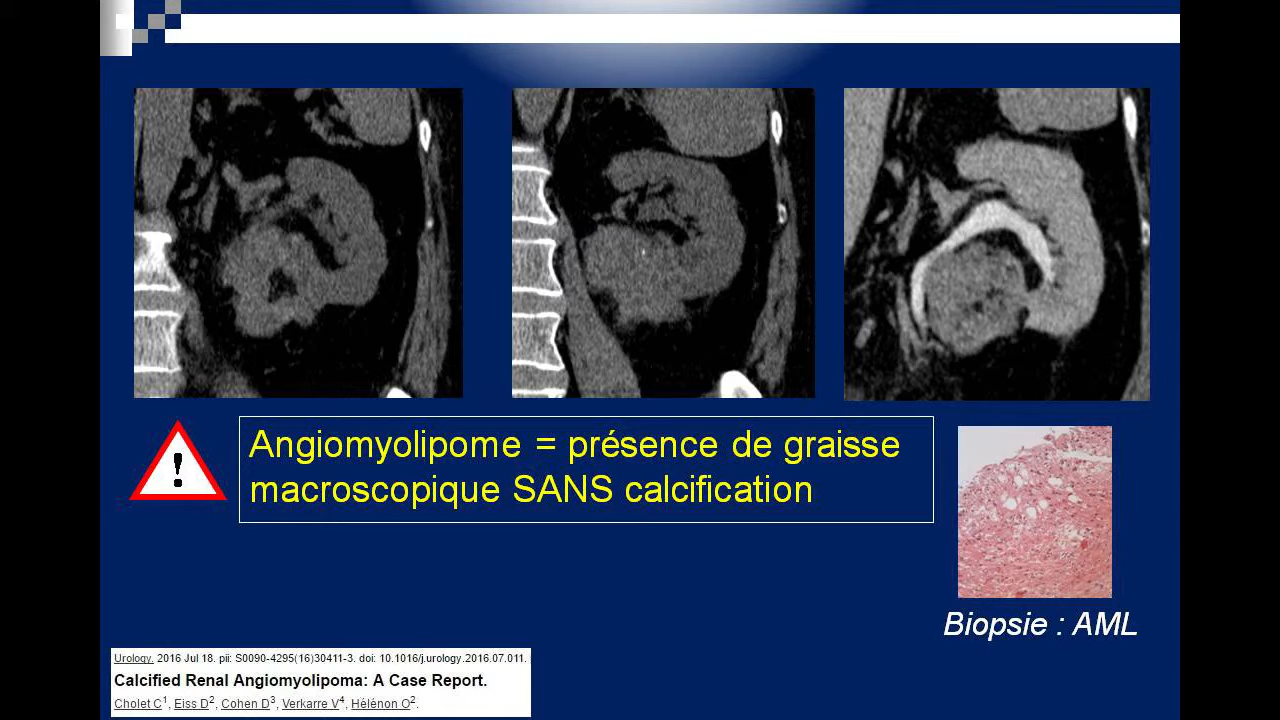 Angiomyolipome = présence de graisse
macroscopique SANS calcification
!
Biopsie : AML
Urology. 2016 Jul 18. pii: S0090-4295(16)30411-3. doi: 10.1016/j.urology.2016.07.011.
Calcified Renal Angiomyolipoma: A Case Report.
Cholet C1, Eiss D2, Cohen D3, Verkarre V4, Hélénon O2.